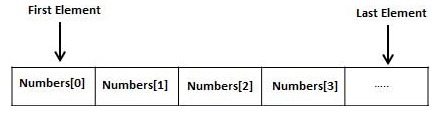 First Element Last Element
Numbers[0] Numbers[1] Numbers[2] Numbers[3] .....